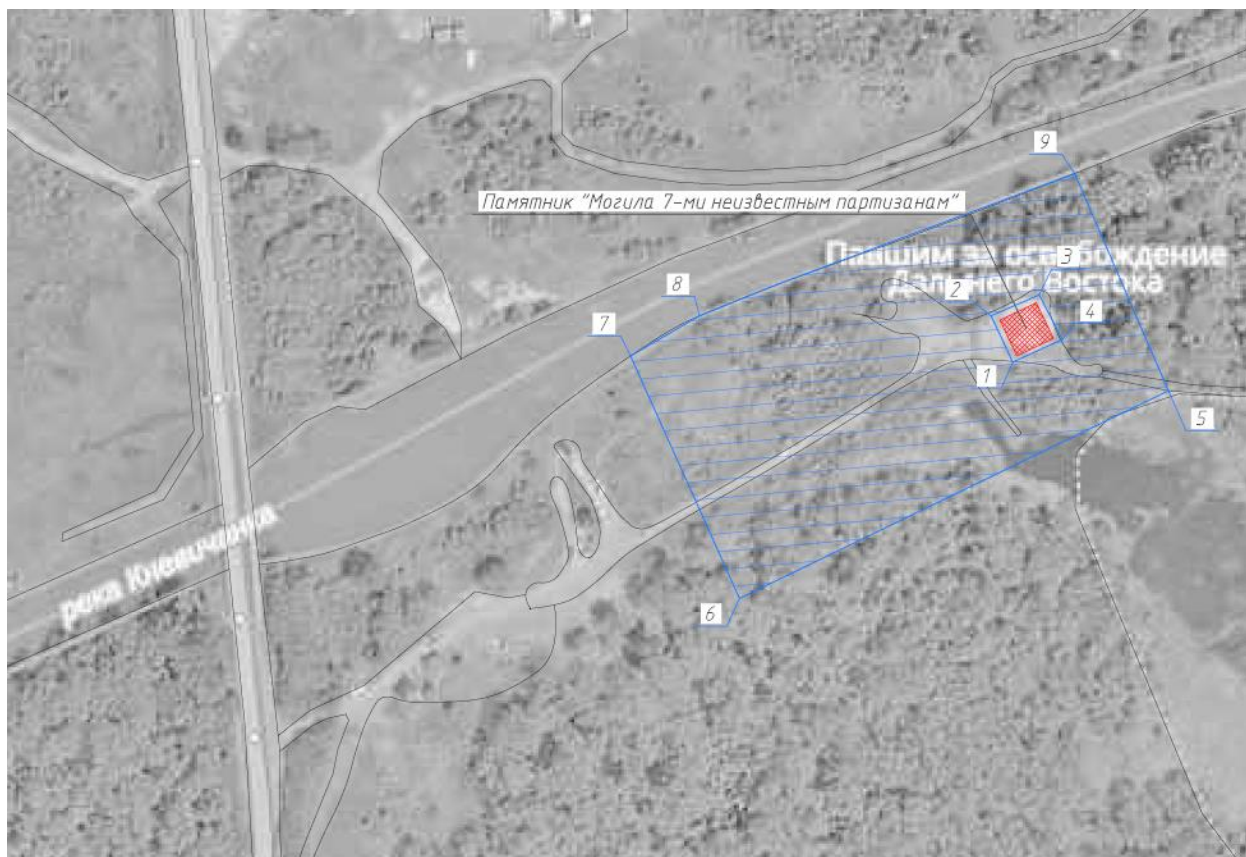 9
Памятник "Могила 7-ми неизвестным партизанам"
Павшим за освобождение
Дальнего Востока
3
2
8
4
7
1
5
река Ключевичанка
6